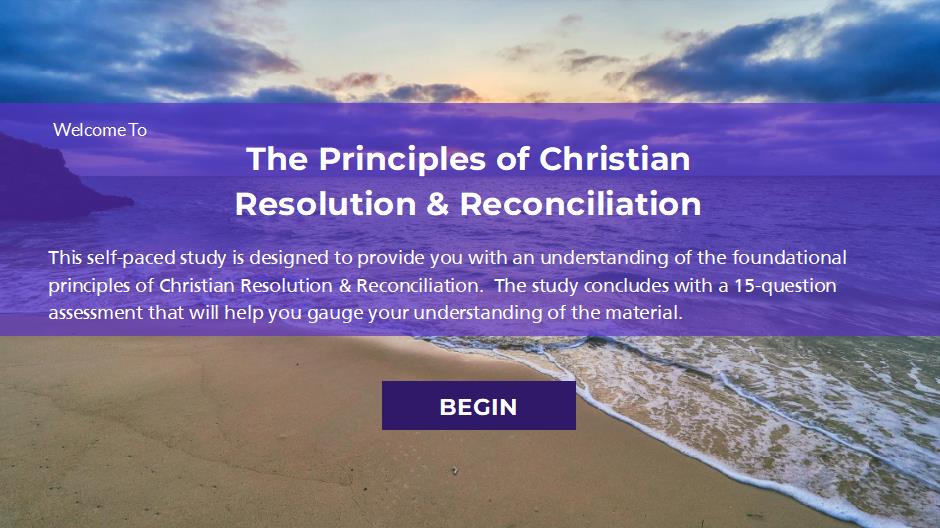 Welcome To
The Principles of Christian
Resolution & Reconciliation
This self-paced study is designed to provide you with an understanding of the foundational
principles of Christian Resolution & Reconciliation.  The study concludes with a 15-question
assessment that will help you gauge your understanding of the material.
BEGIN